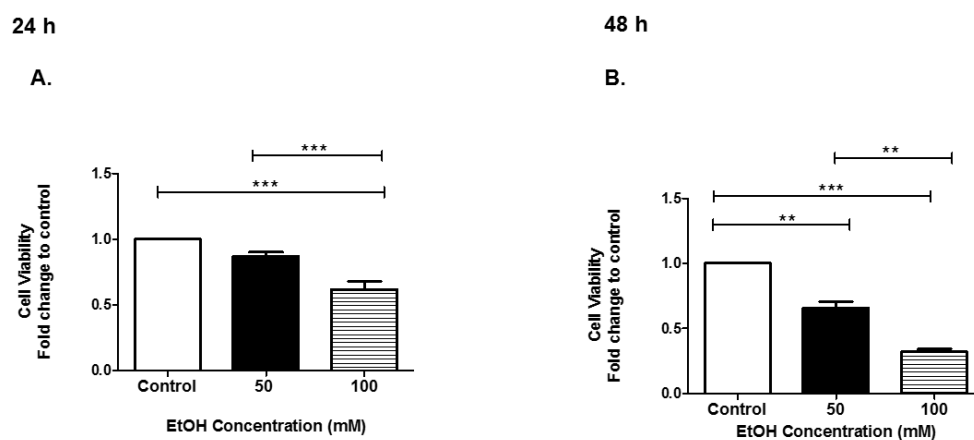 24 h
A.
***
***
1.5
1.0
0.5
0.0
Cell Viability
Fold change to control
Control
50
100
EtOH Concentration (mM)
48 h
B.
**
***
**
1.5
1.0
0.5
0.0
Cell Viability
Fold change to control
Control
50
100
EtOH Concentration (mM)